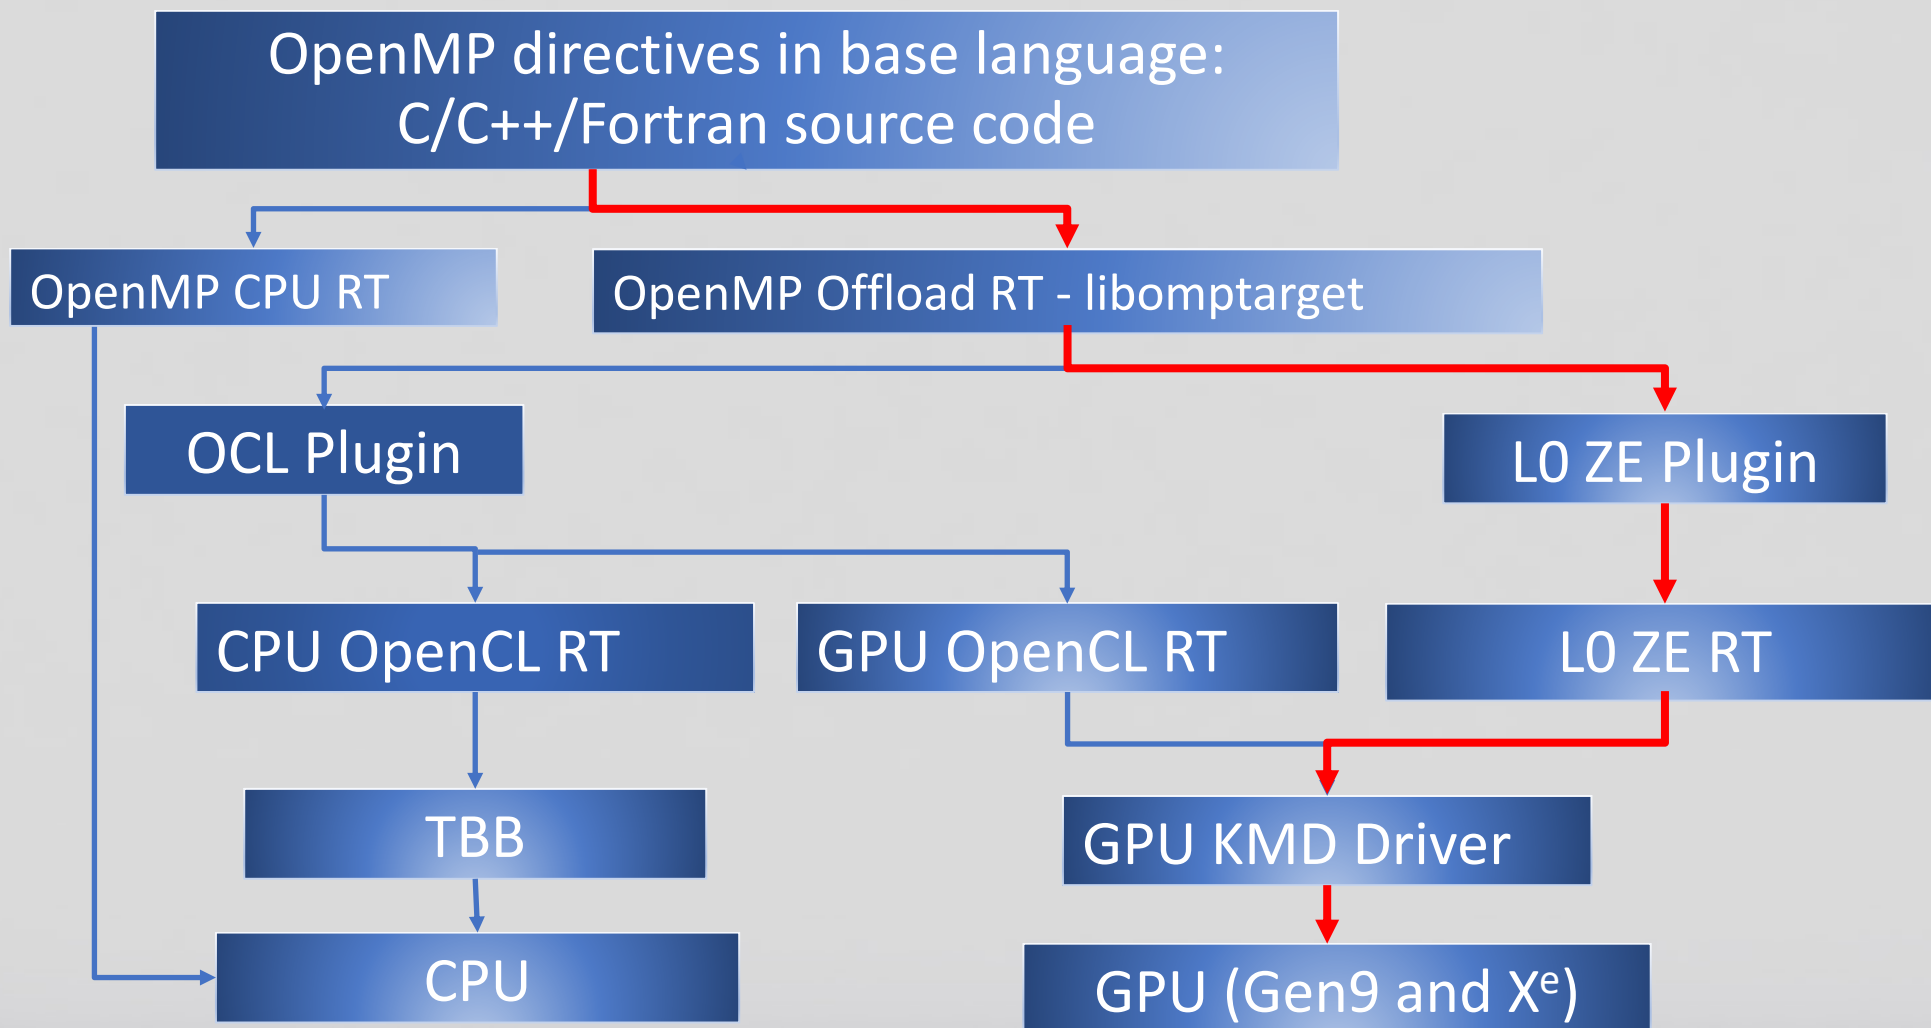 OpenMP directives in base language:
C/C++/Fortran source code
OpenMP CPU RT
OpenMP Offload RT - libomptarget
OCL Plugin
L0 ZE Plugin
CPU OpenCL RT
GPU OpenCL RT
L0 ZE RT
TBB
GPU KMD Driver
CPU
GPU (Gen9 and Xᵉ)